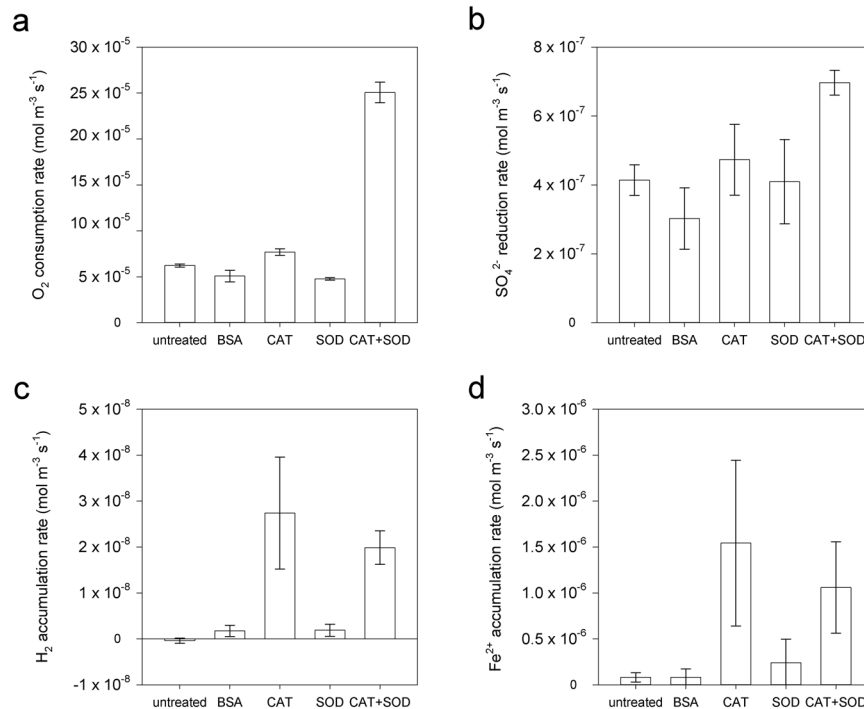 a
O₂ consumption rate (mol m⁻³ s⁻¹)
30 x 10⁻⁵
25 x 10⁻⁵
20 x 10⁻⁵
15 x 10⁻⁵
10 x 10⁻⁵
5 x 10⁻⁵
0
untreated BSA CAT SOD CAT+SOD
b
SO₄²⁻ reduction rate (mol m⁻³ s⁻¹)
8 x 10⁻⁷
6 x 10⁻⁷
4 x 10⁻⁷
2 x 10⁻⁷
0
untreated BSA CAT SOD CAT+SOD
c
H₂ accumulation rate (mol m⁻³ s⁻¹)
5 x 10⁻⁸
4 x 10⁻⁸
3 x 10⁻⁸
2 x 10⁻⁸
1 x 10⁻⁸
0
-1 x 10⁻⁸
untreated BSA CAT SOD CAT+SOD
d
Fe²⁺ accumulation rate (mol m⁻³ s⁻¹)
3.0 x 10⁻⁶
2.5 x 10⁻⁶
2.0 x 10⁻⁶
1.5 x 10⁻⁶
1.0 x 10⁻⁶
0.5 x 10⁻⁶
0
untreated BSA CAT SOD CAT+SOD